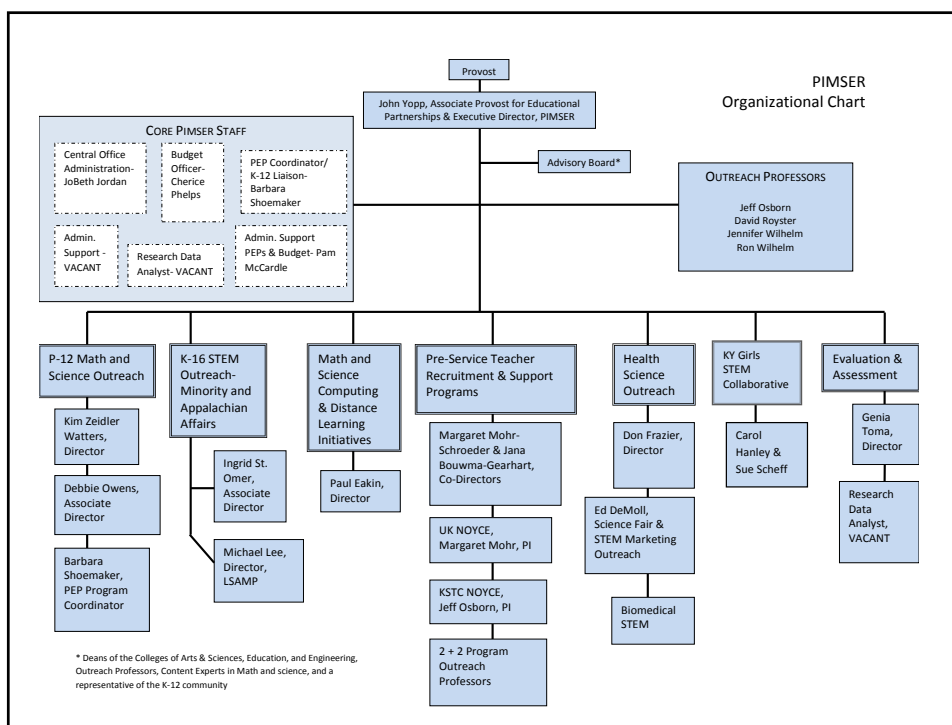 PIMSER
Organizational Chart
Provost
John Yopp, Associate Provost for Educational
Partnerships & Executive Director, PIMSER
Advisory Board*
CORE PIMSER STAFF
Central Office
Administration-
JoBeth Jordan
Budget
Officer-
Cherice
Phelps
PEP Coordinator/
K-12 Liaison-
Barbara
Shoemaker
Admin.
Support -
VACANT
Research Data
Analyst- VACANT
Admin. Support
PEPs & Budget- Pam
McCardle
OUTREACH PROFESSORS
Jeff Osborn
David Royster
Jennifer Wilhelm
Ron Wilhelm
P-12 Math and
Science Outreach
Kim Zeidler
Watters,
Director
Debbie Owens,
Associate
Director
Barbara
Shoemaker,
PEP Program
Coordinator
K-16 STEM
Outreach-
Minority and
Appalachian
Affairs
Ingrid St.
Omer,
Associate
Director
Michael Lee,
Director,
LSAMP
Math and
Science
Computing
& Distance
Learning
Initiatives
Paul Eakin,
Director
Pre-Service Teacher
Recruitment & Support
Programs
Margaret Mohr-
Schroeder & Jana
Bouwma-Gearhart,
Co-Directors
UK NOYCE,
Margaret Mohr, PI
KSTC NOYCE,
Jeff Osborn, PI
2 + 2 Program
Outreach
Professors
Health
Science
Outreach
Don Frazier,
Director
Ed DeMoll,
Science Fair &
STEM Marketing
Outreach
Biomedical
STEM
KY Girls
STEM
Collaborative
Carol
Hanley &
Sue Scheff
Evaluation &
Assessment
Genia
Toma,
Director
Research
Data
Analyst,
VACANT
* Deans of the Colleges of Arts & Sciences, Education, and Engineering,
Outreach Professors, Content Experts in Math and science, and a
representative of the K-12 community